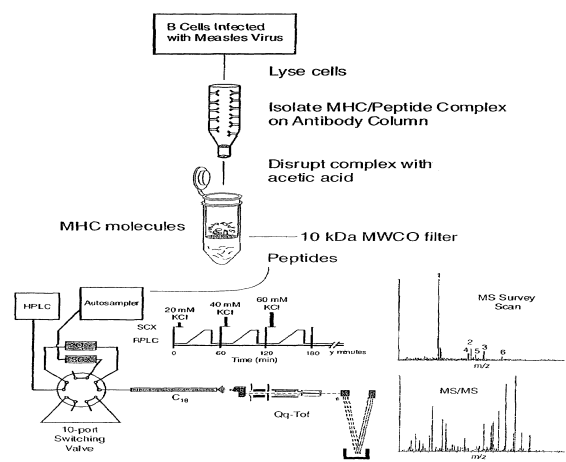 B Cells Infected
with Measles Virus
Lyse cells
Isolate MHC/Peptide Complex
on Antibody Column
Disrupt complex with
acetic acid
MHC molecules
10 kDa MWCO filter
Peptides
HPLC
Autosampler
20 mM
KCl
40 mM
KCl
60 mM
KCl
SCX
RPLC
0 60 120 180 y minutes
Time (min)
MS Survey
Scan
1
2
3
4
5
6
m/z
C18
Qq-Tof
MS/MS
m/z
10-port
Switching
Valve